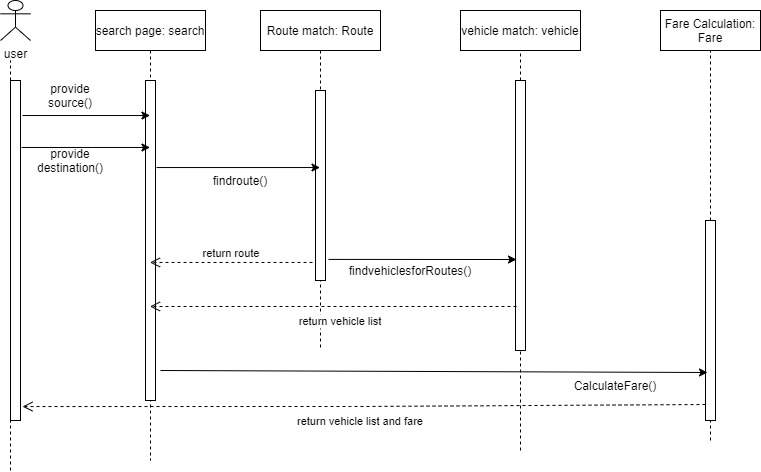 search page: search
Route match: Route
vehicle match: vehicle
Fare Calculation:
Fare
user
provide
source()
provide
destination()
findroute()
return route
findvehiclesforRoutes()
return vehicle list
CalculateFare()
return vehicle list and fare